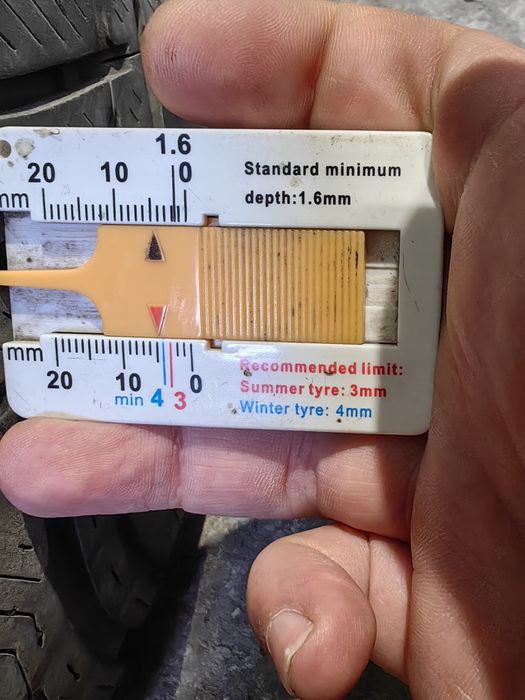 1.6
mm 20 10 0
Standard minimum
depth:1.6mm
mm
20 10 0
min 4 3
Recommended limit:
Summer tyre: 3mm
Winter tyre: 4mm